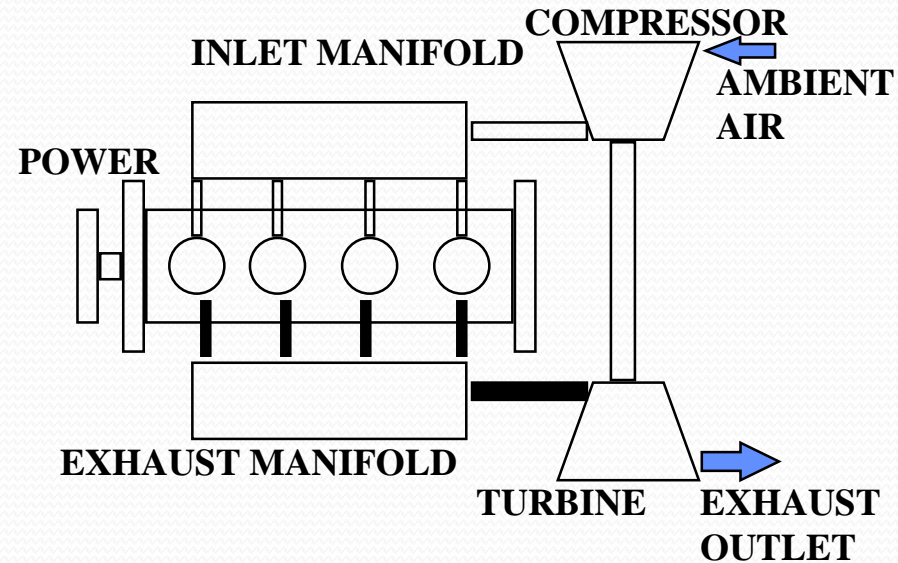 COMPRESSOR
INLET MANIFOLD
AMBIENT
AIR
POWER
EXHAUST MANIFOLD
TURBINE
EXHAUST
OUTLET